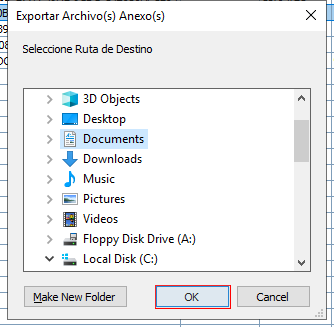 Exportar Archivo(s) Anexo(s)
Seleccione Ruta de Destino
3D Objects
Desktop
Documents
Downloads
Music
Pictures
Videos
Floppy Disk Drive (A:)
Local Disk (C:)
Make New Folder
OK
Cancel